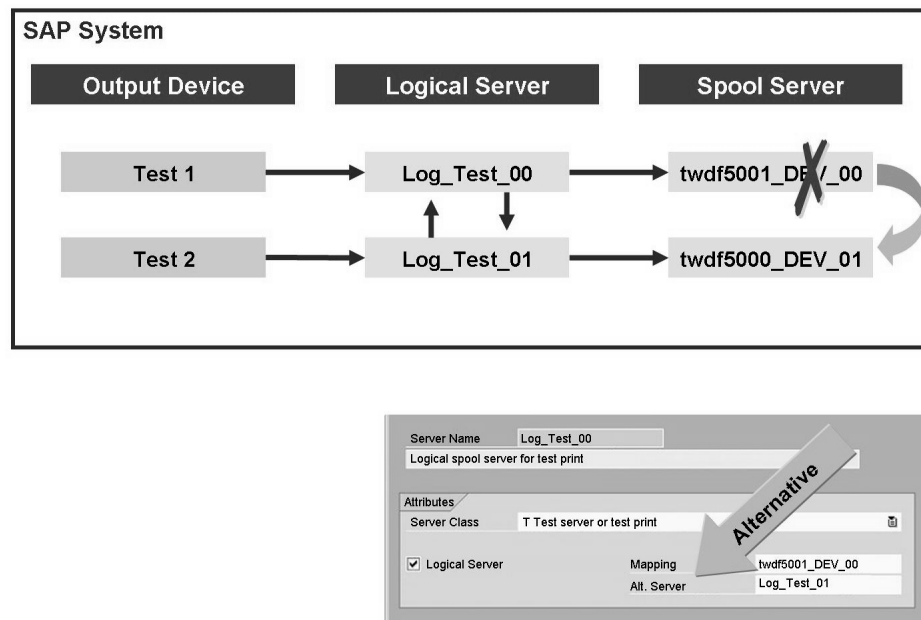 SAP System
Output Device Logical Server Spool Server
Test 1 Log_Test_00 twdf5001_DEV_00
Test 2 Log_Test_01 twdf5000_DEV_01
Server Name Log_Test_00
Logical spool server for test print
Alternative
Attributes
Server Class T Test server or test print
Logical Server Mapping twdf5001_DEV_00
Alt. Server Log_Test_01